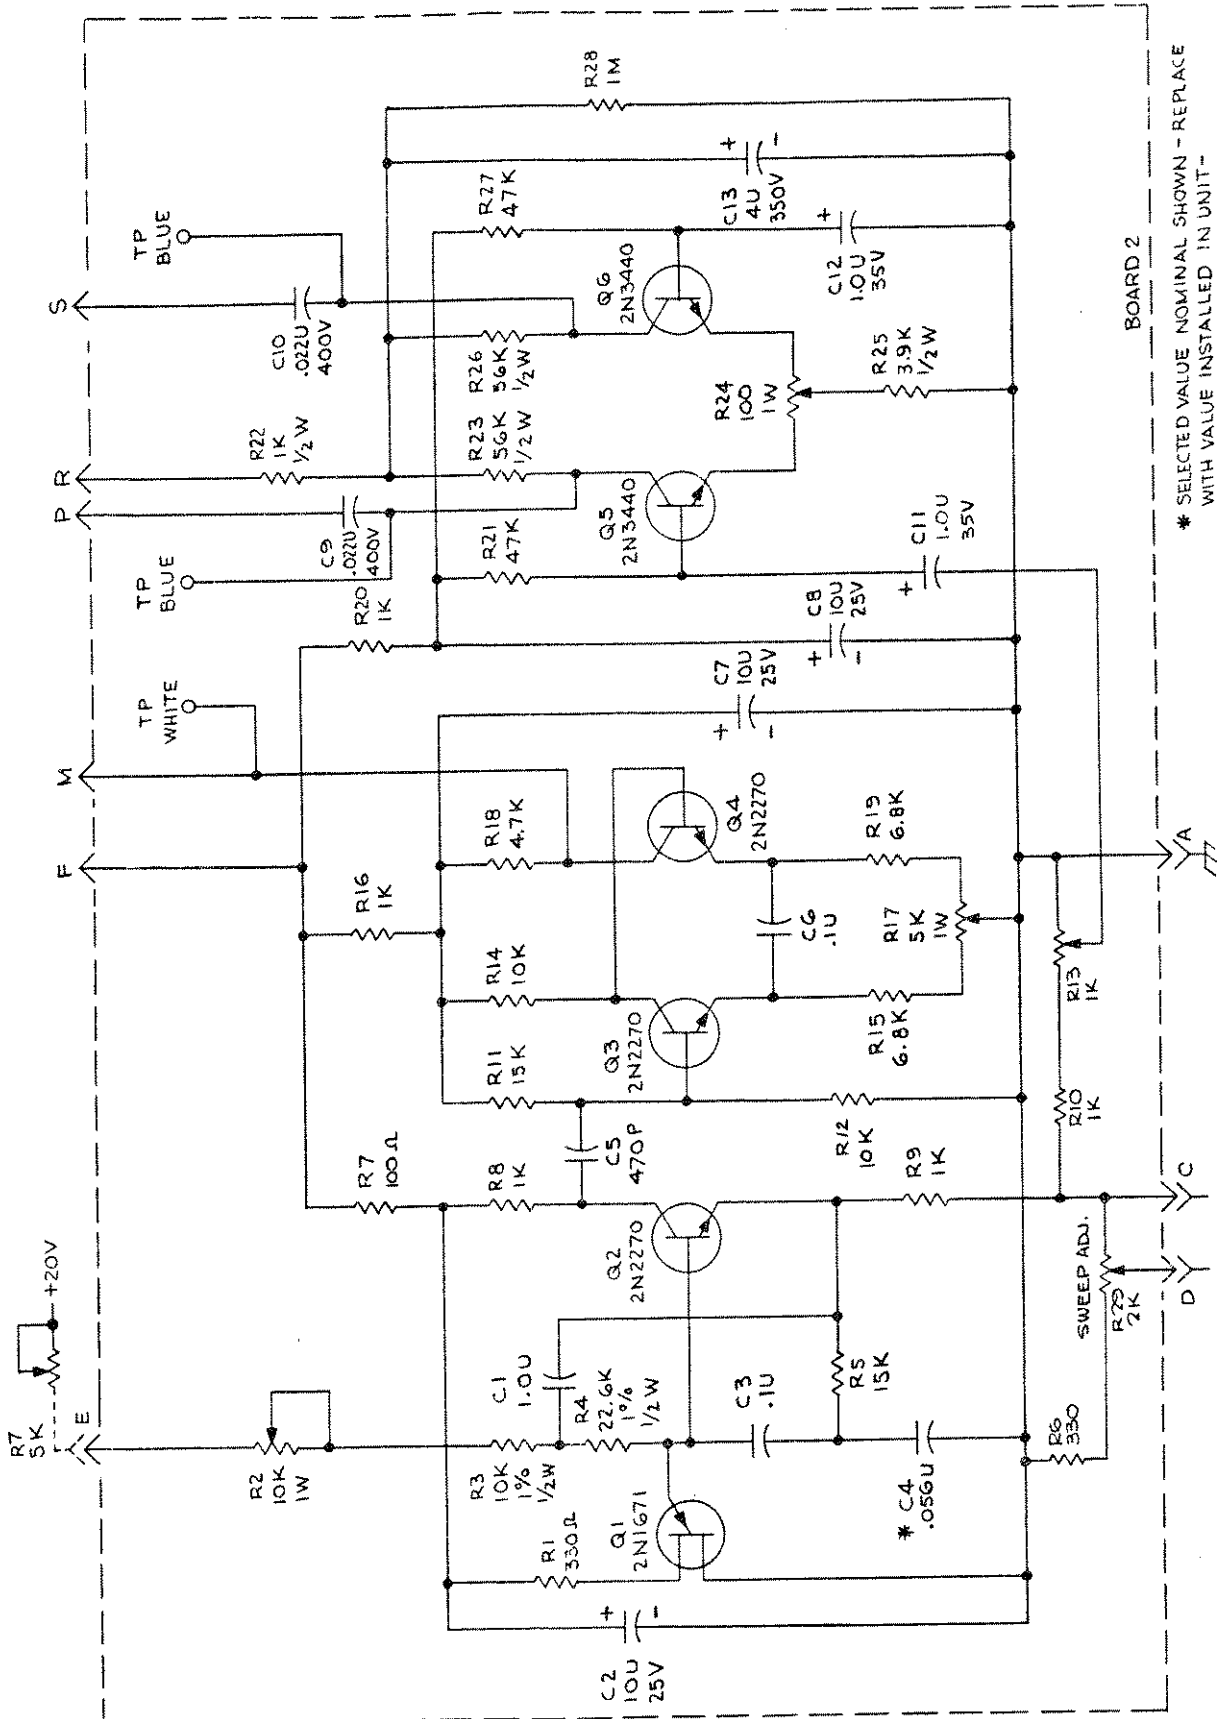 R7
5K
+20V
E
F
M
P
R
S
R2
10K
1W
R3
10K
1%
1/2W
C1
1.0U
R4
22.6K
1%
1/2W
R1
330Ω
Q1
2N1671
C2
10U
25V
+
-
C3
.1U
* C4
.056U
R5
15K
R6
330
SWEEP ADJ.
R29
2K
D
C
R7
100Ω
R8
1K
Q2
2N2270
C5
470P
R9
1K
R10
1K
R13
1K
A
R11
15K
R12
10K
R14
10K
Q3
2N2270
R15
6.8K
R16
1K
C6
.1U
R17
5K
1W
R18
4.7K
Q4
2N2270
R19
6.8K
TP
WHITE
C7
10U
25V
+
-
C8
10U
25V
+
-
R20
1K
TP
BLUE
C9
.022U
400V
R21
47K
Q5
2N3440
C11
1.0U
35V
+
R22
1K
1/2W
R23
56K
1/2W
R26
56K
1/2W
R24
100
1W
R25
3.9K
1/2W
C10
.022U
400V
TP
BLUE
Q6
2N3440
R27
47K
C12
1.0U
35V
+
C13
4U
350V
+
-
R28
1M
BOARD 2
* SELECTED VALUE NOMINAL SHOWN - REPLACE
WITH VALUE INSTALLED IN UNIT-